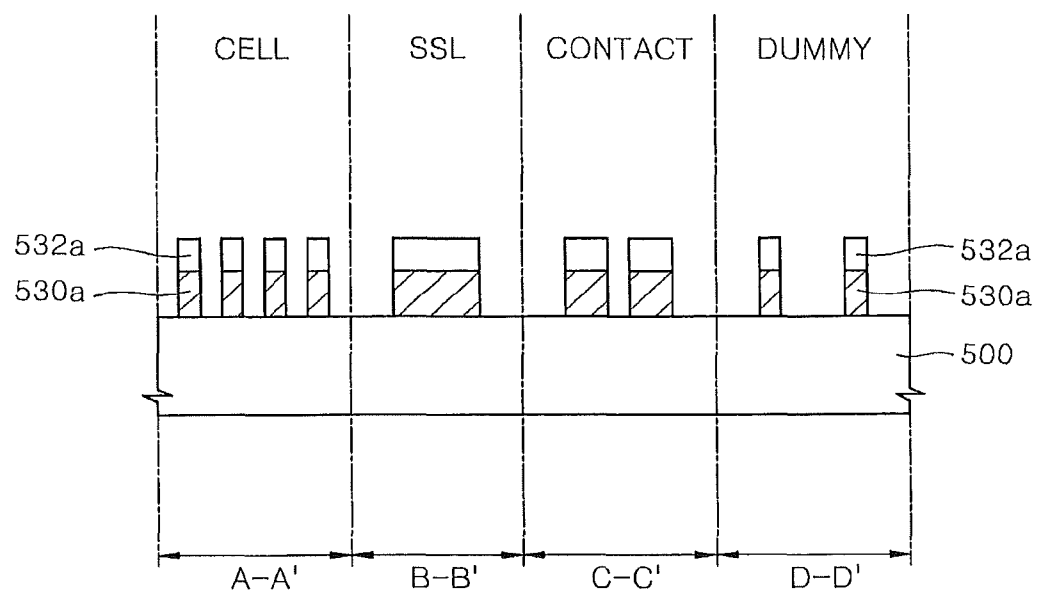 CELL SSL CONTACT DUMMY
532a 532a
530a 530a
500
A-A' B-B' C-C' D-D'